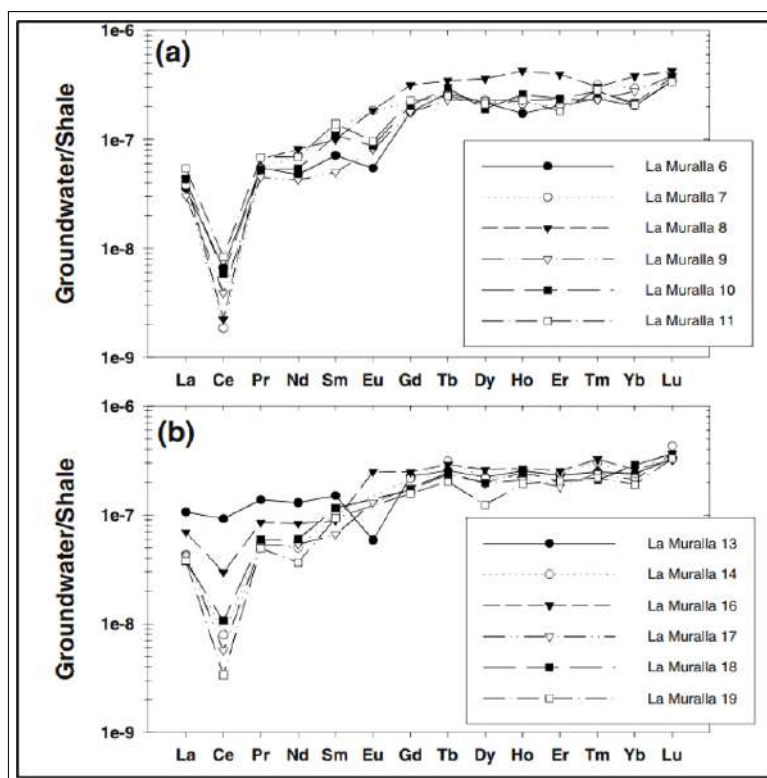 (a)
Groundwater/Shale
1e-6
1e-7
1e-8
1e-9
La Muralla 6
La Muralla 7
La Muralla 8
La Muralla 9
La Muralla 10
La Muralla 11
La Ce Pr Nd Sm Eu Gd Tb Dy Ho Er Tm Yb Lu
(b)
Groundwater/Shale
1e-6
1e-7
1e-8
1e-9
La Muralla 13
La Muralla 14
La Muralla 16
La Muralla 17
La Muralla 18
La Muralla 19
La Ce Pr Nd Sm Eu Gd Tb Dy Ho Er Tm Yb Lu